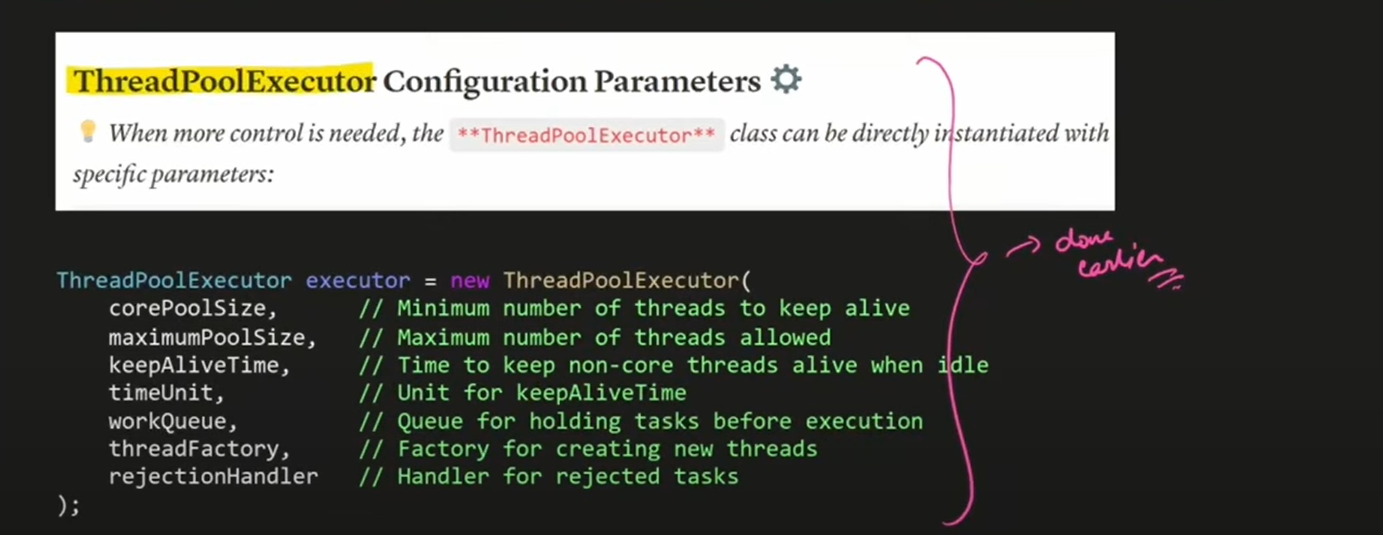 ThreadPoolExecutor Configuration Parameters ⚙
💡 When more control is needed, the **ThreadPoolExecutor** class can be directly instantiated with
specific parameters:
→ done
earlier
ThreadPoolExecutor executor = new ThreadPoolExecutor(
    corePoolSize,      // Minimum number of threads to keep alive
    maximumPoolSize,   // Maximum number of threads allowed
    keepAliveTime,     // Time to keep non-core threads alive when idle
    timeUnit,          // Unit for keepAliveTime
    workQueue,         // Queue for holding tasks before execution
    threadFactory,     // Factory for creating new threads
    rejectionHandler   // Handler for rejected tasks
);